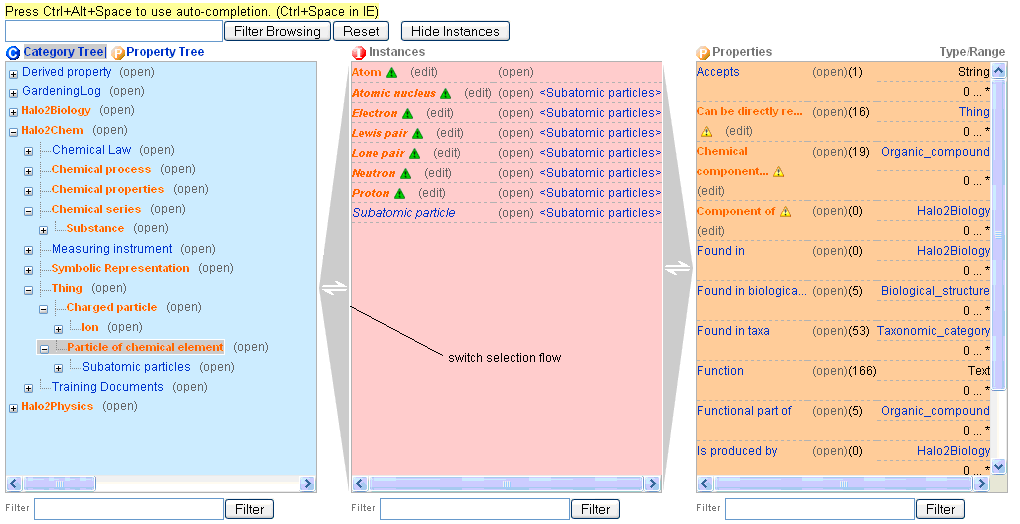 Press Ctrl+Alt+Space to use auto-completion. (Ctrl+Space in IE)
Filter Browsing Reset Hide Instances
C Category Tree P Property Tree
Derived property (open)
GardeningLog (open)
Halo2Biology (open)
Halo2Chem (open)
Chemical Law (open)
Chemical process (open)
Chemical properties (open)
Chemical series (open)
Substance (open)
Measuring instrument (open)
Symbolic Representation (open)
Thing (open)
Charged particle (open)
Ion (open)
Particle of chemical element (open)
Subatomic particles (open)
Training Documents (open)
Halo2Physics (open)
Filter Filter
I Instances
Atom (edit) (open)
Atomic nucleus (edit) (open) <Subatomic particles>
Electron (edit) (open) <Subatomic particles>
Lewis pair (edit) (open) <Subatomic particles>
Lone pair (edit) (open) <Subatomic particles>
Neutron (edit) (open) <Subatomic particles>
Proton (edit) (open) <Subatomic particles>
Subatomic particle (open) <Subatomic particles>
switch selection flow
Filter Filter
P Properties Type/Range
Accepts (open)(1) String
0 ... *
Can be directly re... (open)(16) Thing
(edit) 0 ... *
Chemical (open)(19) Organic_compound
component... 0 ... *
(edit)
Component of (open)(0) Halo2Biology
(edit) 0 ... *
Found in (open)(0) Halo2Biology
0 ... *
Found in biologica... (open)(5) Biological_structure
0 ... *
Found in taxa (open)(53) Taxonomic_category
0 ... *
Function (open)(166) Text
0 ... *
Functional part of (open)(5) Organic_compound
0 ... *
Is produced by (open)(0) Halo2Biology
0 ... *
Filter Filter